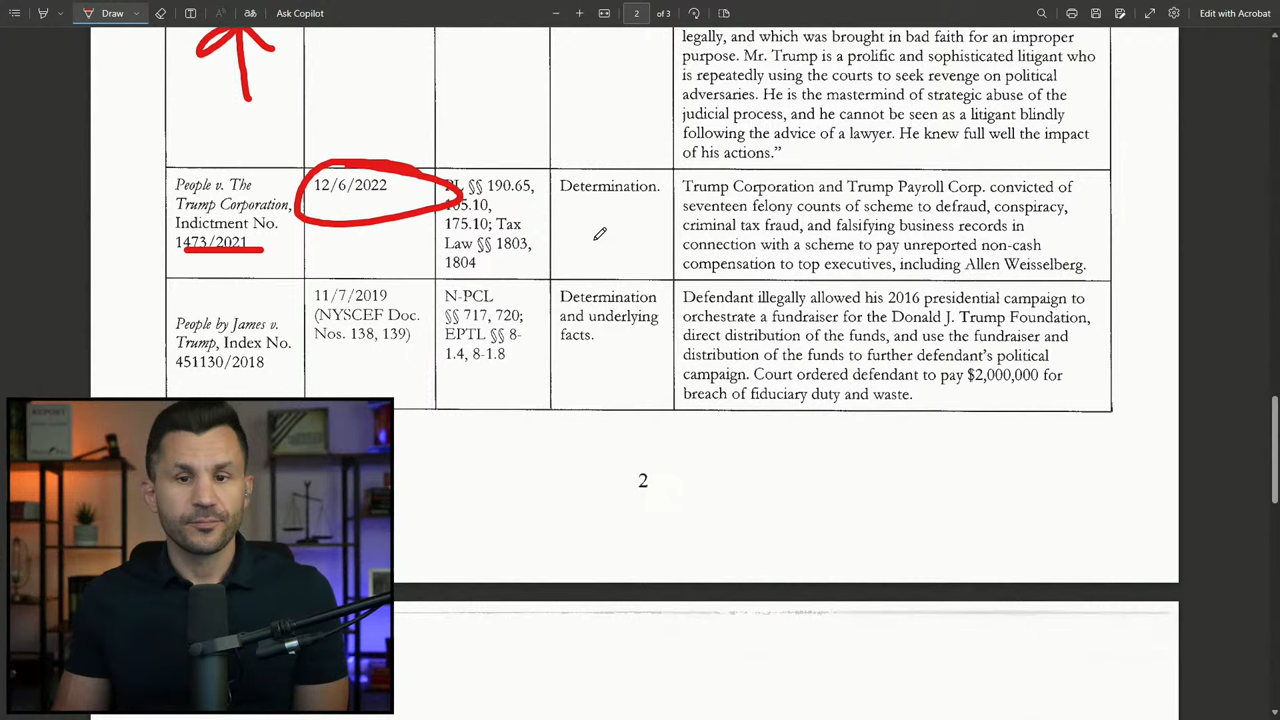 Draw
Ask Copilot
2 of 3
Edit with Acrobat
legally, and which was brought in bad faith for an improper
purpose. Mr. Trump is a prolific and sophisticated litigant who
is repeatedly using the courts to seek revenge on political
adversaries. He is the mastermind of strategic abuse of the
judicial process, and he cannot be seen as a litigant blindly
following the advice of a lawyer. He knew full well the impact
of his actions.”
People v. The
Trump Corporation,
Indictment No.
1473/2021
12/6/2022
PL §§ 190.65,
105.10,
175.10; Tax
Law §§ 1803,
1804
Determination.
Trump Corporation and Trump Payroll Corp. convicted of
seventeen felony counts of scheme to defraud, conspiracy,
criminal tax fraud, and falsifying business records in
connection with a scheme to pay unreported non-cash
compensation to top executives, including Allen Weisselberg.
People by James v.
Trump, Index No.
451130/2018
11/7/2019
(NYSCEF Doc.
Nos. 138, 139)
N-PCL
§§ 717, 720;
EPTL §§ 8-
1.4, 8-1.8
Determination
and underlying
facts.
Defendant illegally allowed his 2016 presidential campaign to
orchestrate a fundraiser for the Donald J. Trump Foundation,
direct distribution of the funds, and use the fundraiser and
distribution of the funds to further defendant’s political
campaign. Court ordered defendant to pay $2,000,000 for
breach of fiduciary duty and waste.
2